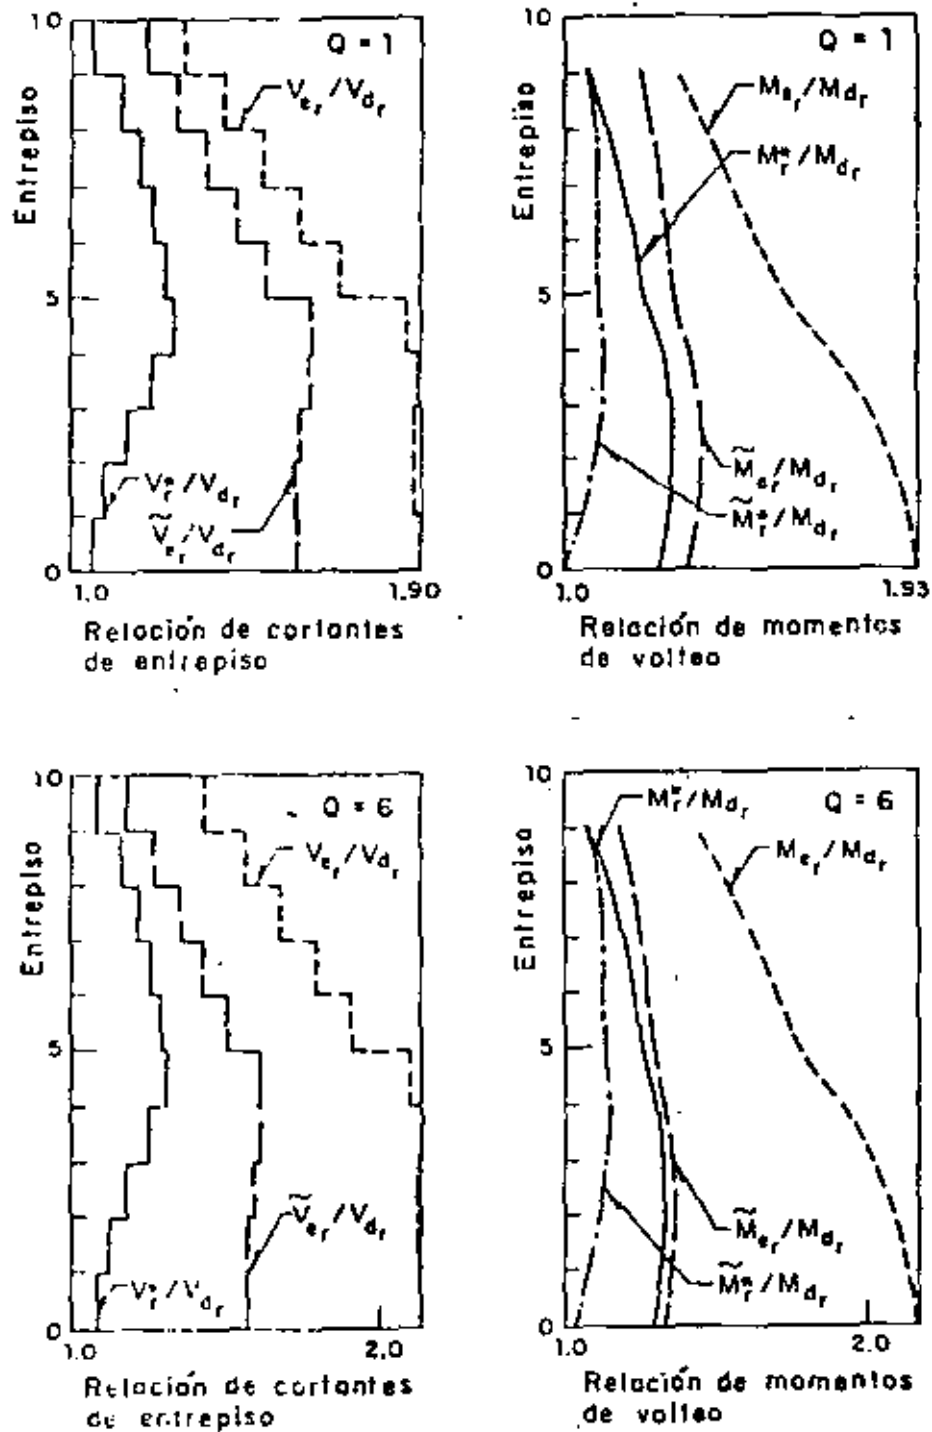 10
Q = 1
V_er/V_dr
Entrepiso
5
V*_r/V_dr
Ṽ_er/V_dr
0
1.0
1.90
Relación de cortantes
de entrepiso
10
Q = 1
M_er/M_dr
M*_r/M_dr
Entrepiso
5
M̃_er/M_dr
M̃*_r/M_dr
0
1.0
1.93
Relación de momentos
de volteo
10
Q = 6
V_er/V_dr
Entrepiso
5
Ṽ_er/V_dr
V*_r/V_dr
0
1.0
2.0
Relación de cortantes
de entrepiso
10
M*_r/M_dr
Q = 6
M_er/M_dr
Entrepiso
5
M̃_er/M_dr
M̃*_r/M_dr
0
1.0
2.0
Relación de momentos
de volteo